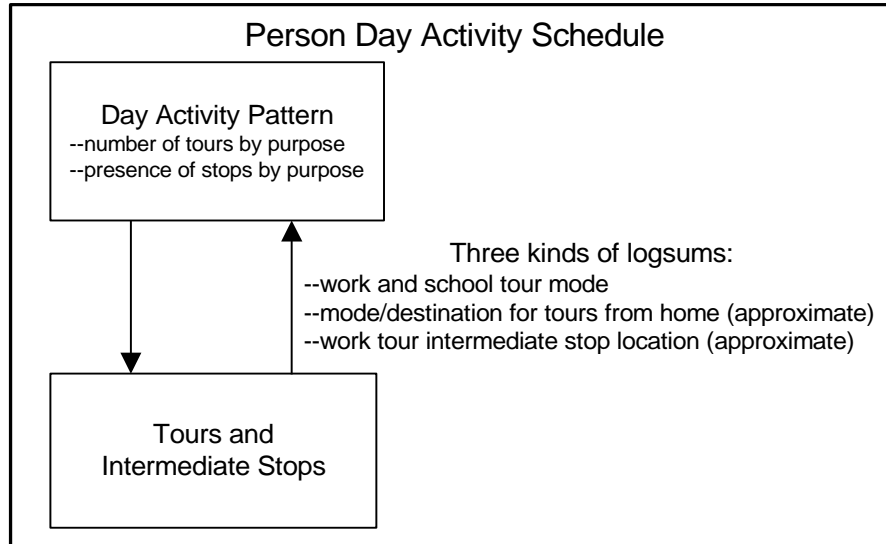 Person Day Activity Schedule
Day Activity Pattern
--number of tours by purpose
--presence of stops by purpose
Three kinds of logsums:
--work and school tour mode
--mode/destination for tours from home (approximate)
--work tour intermediate stop location (approximate)
Tours and
Intermediate Stops